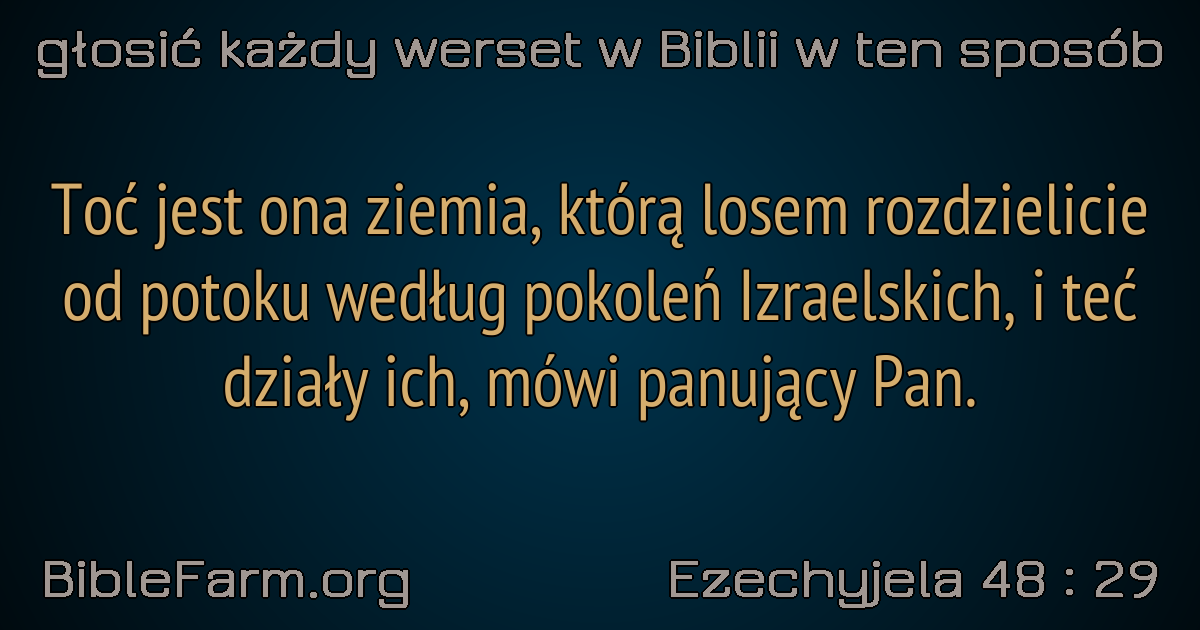 głosić każdy werset w Biblii w ten sposób
Toć jest ona ziemia, którą losem rozdzielicie
od potoku według pokoleń Izraelskich, i teć
działy ich, mówi panujący Pan.
BibleFarm.org
Ezechyjela 48 : 29